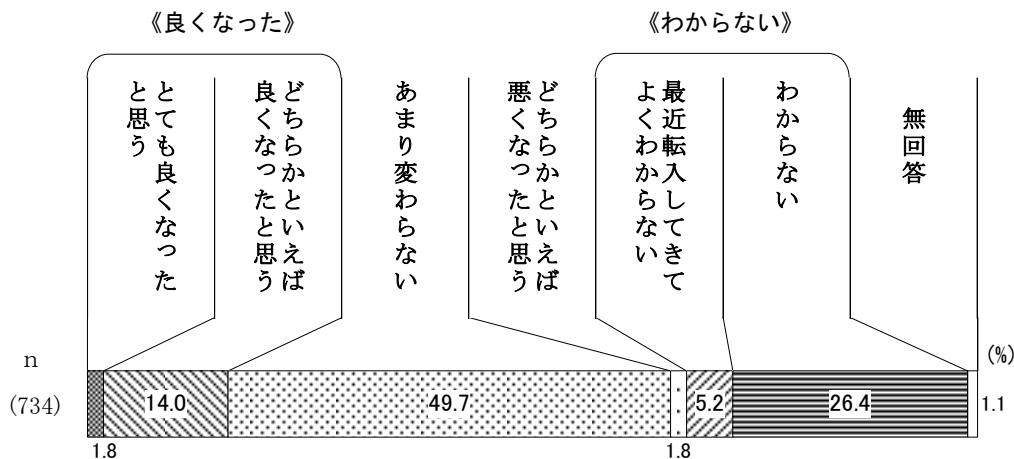 《良くなった》
《わからない》
とても良くなった
と思う
どちらかといえば
良くなったと思う
あまり変わらない
どちらかといえば
悪くなったと思う
最近転入してきて
よくわからない
わからない
無回答
n
(%)
(734)
14.0
49.7
5.2
26.4
1.1
1.8
1.8